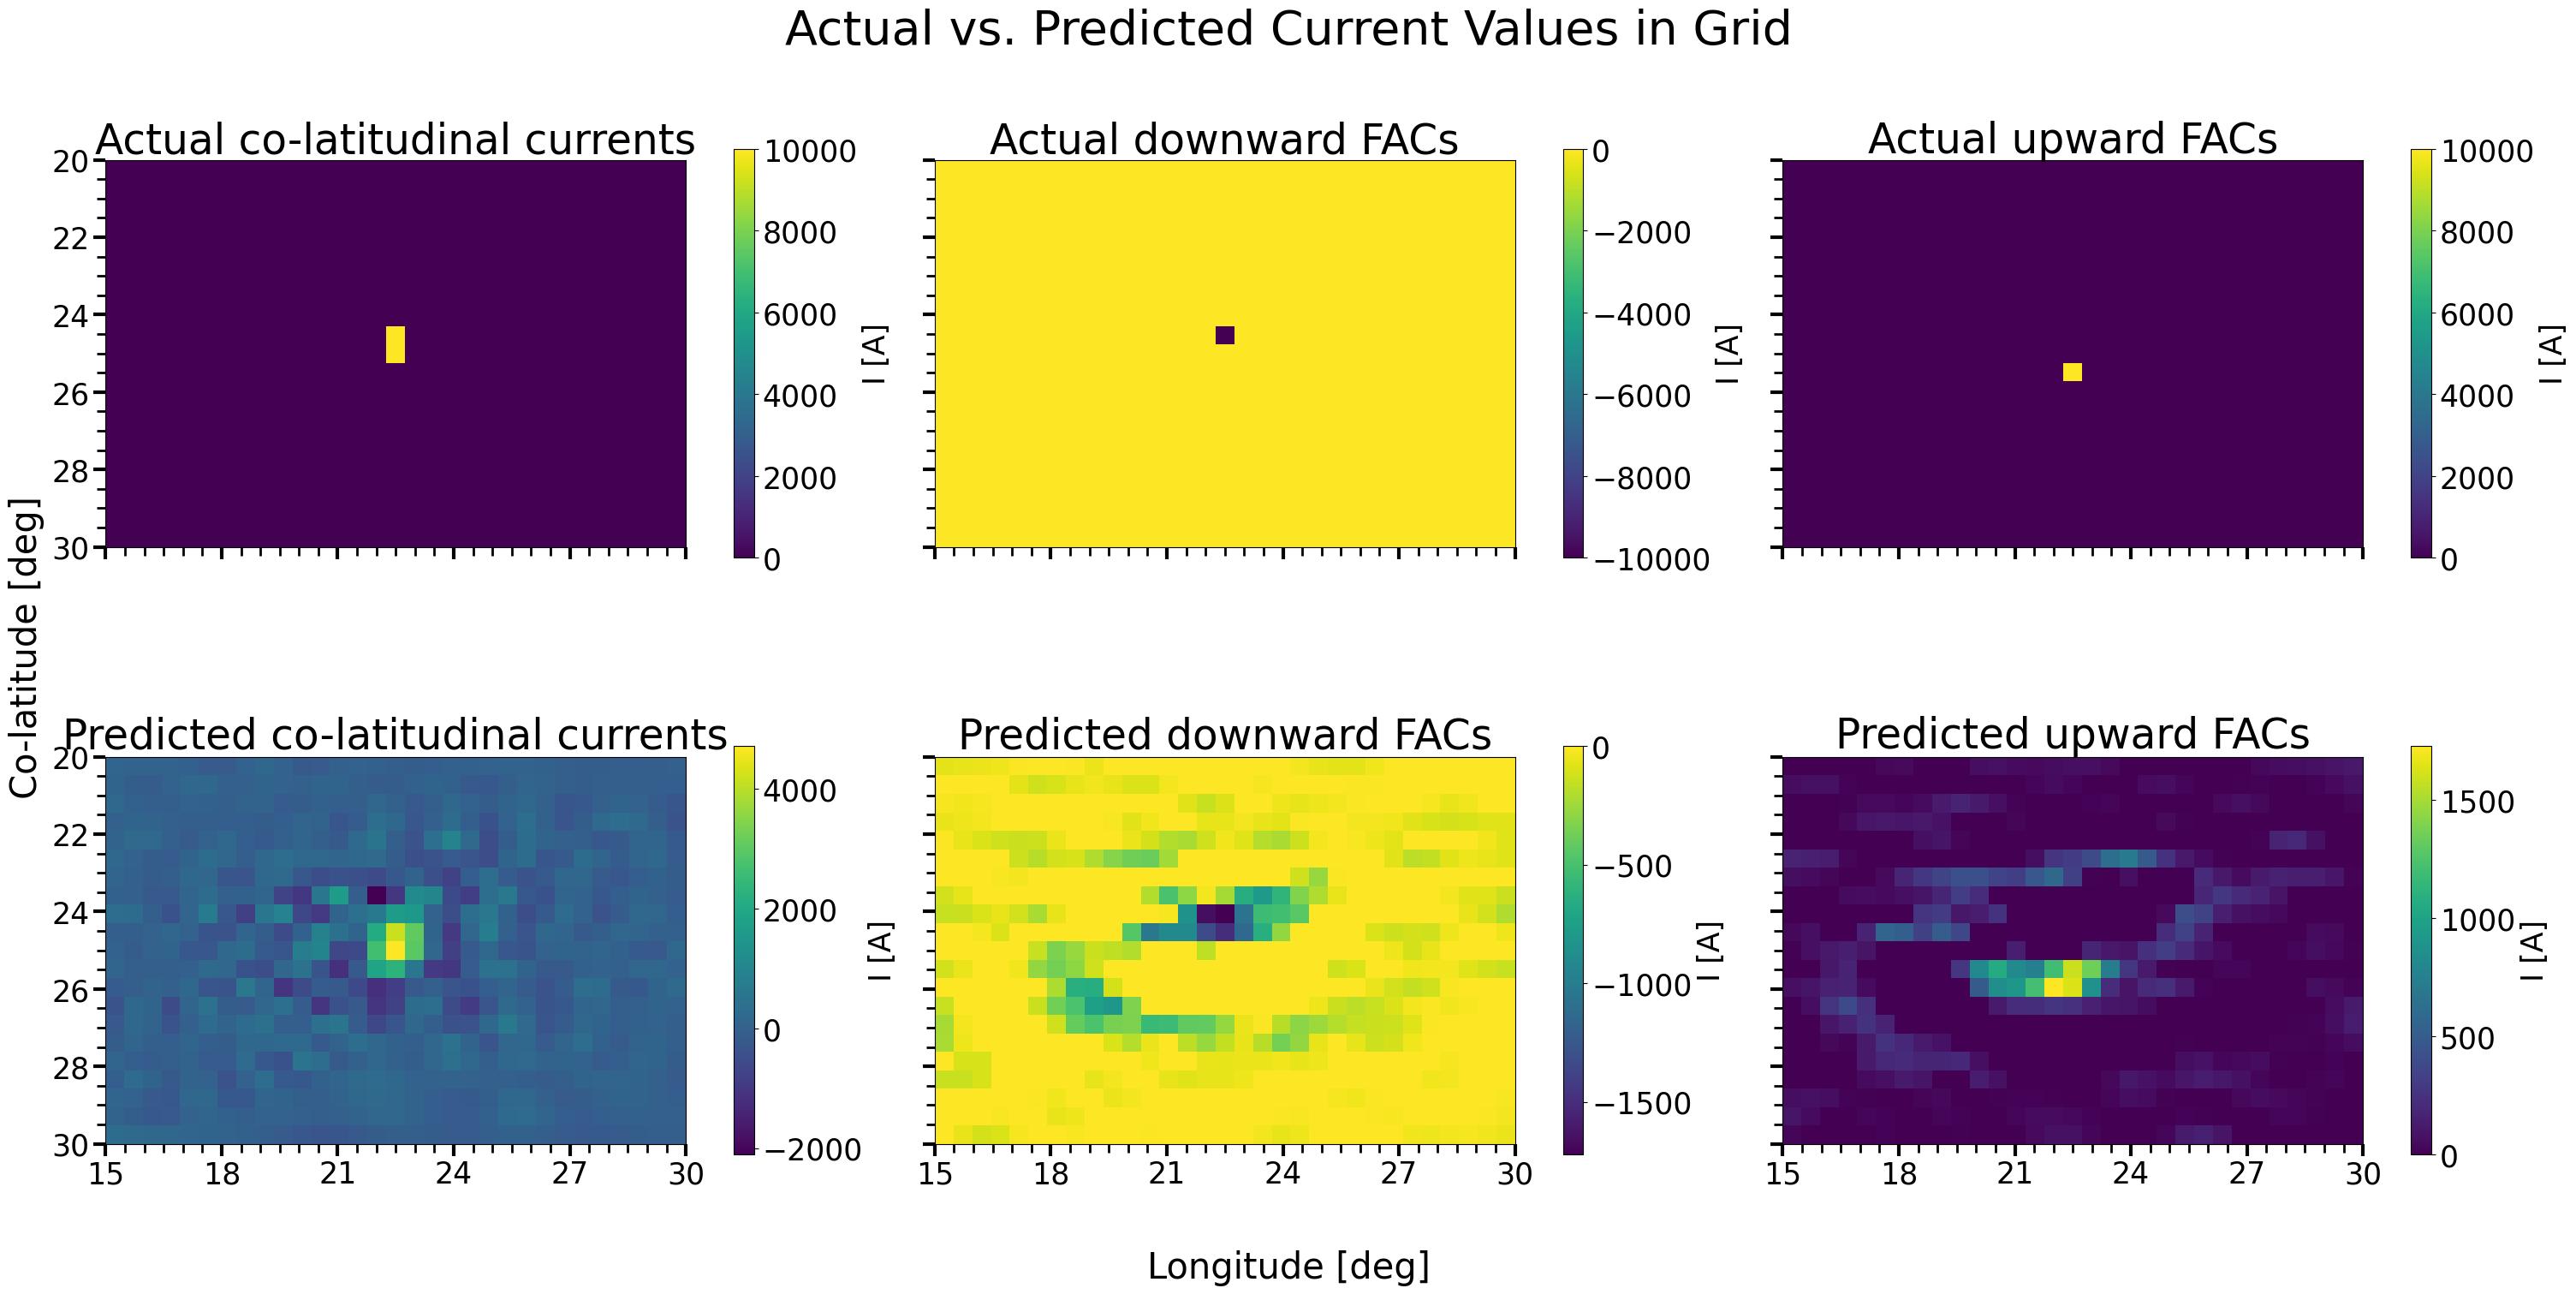 Actual vs. Predicted Current Values in Grid
Actual co-latitudinal currents
Actual downward FACs
Actual upward FACs
20
22
24
26
28
30
10000
8000
6000
4000
2000
0
I [A]
0
−2000
−4000
−6000
−8000
−10000
I [A]
10000
8000
6000
4000
2000
0
I [A]
Co-latitude [deg]
Predicted co-latitudinal currents
Predicted downward FACs
Predicted upward FACs
20
22
24
26
28
30
15 18 21 24 27 30
4000
2000
0
−2000
I [A]
15 18 21 24 27 30
0
−500
−1000
−1500
I [A]
15 18 21 24 27 30
1500
1000
500
0
I [A]
Longitude [deg]